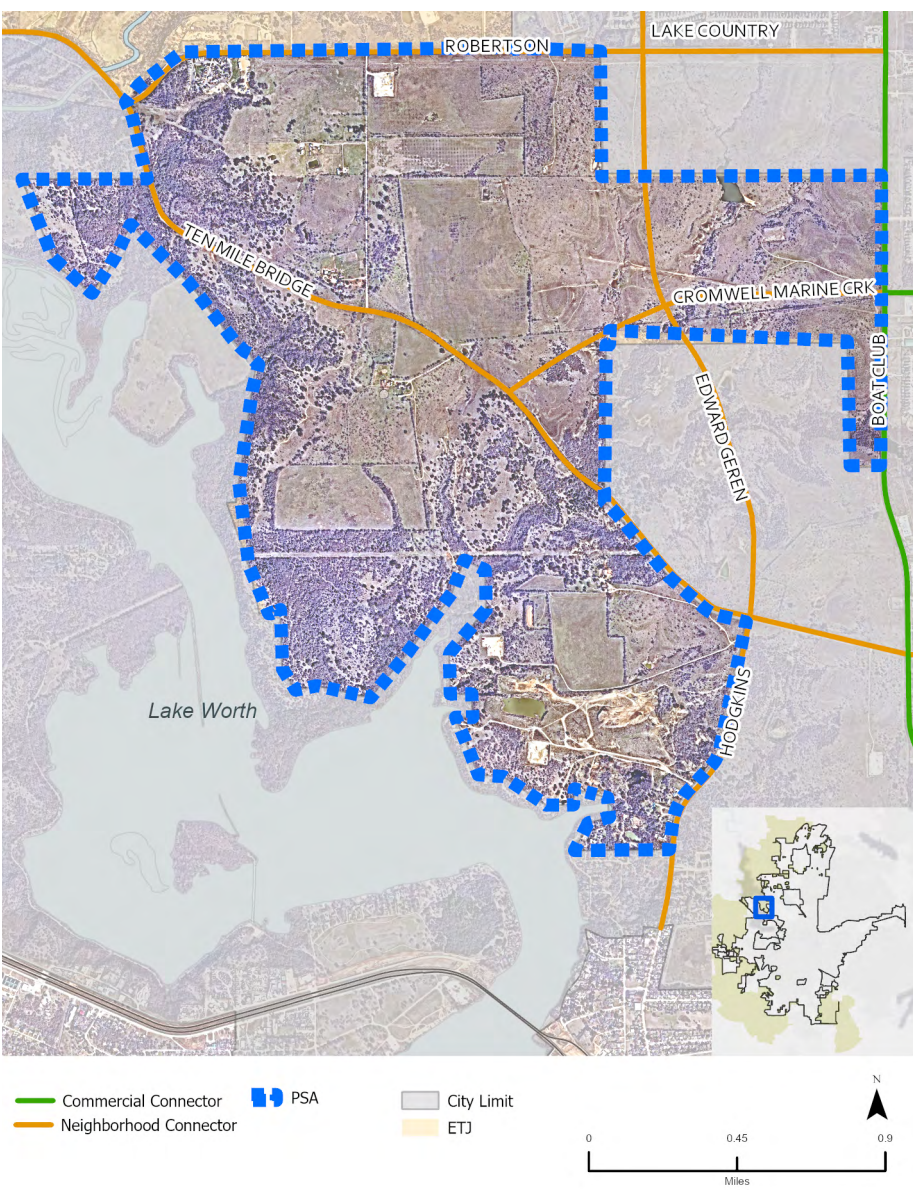 LAKE COUNTRY
ROBERTSON
TEN MILE BRIDGE
CROMWELL MARINE CRK
BOAT CLUB
EDWARD GEREN
HODGKINS
Lake Worth
Commercial Connector
Neighborhood Connector
PSA
City Limit
ETJ
N
0 0.45 0.9
Miles